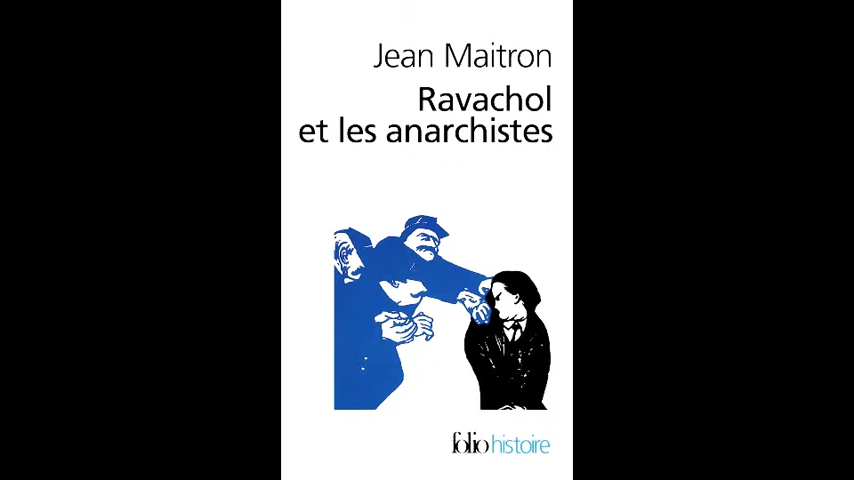 Jean Maitron
Ravachol
et les anarchistes
folio histoire